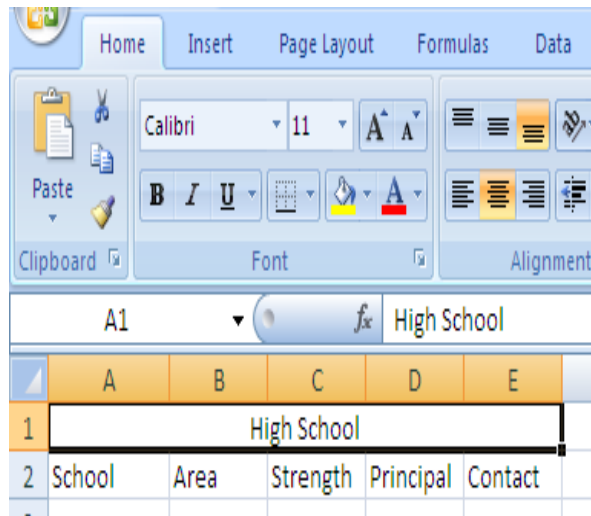 Home Insert Page Layout Formulas Data
Calibri 11 A A
Paste B I U A
Clipboard Font Alignment
A1 fx High School
A B C D E
1 High School
2 School Area Strength Principal Contact